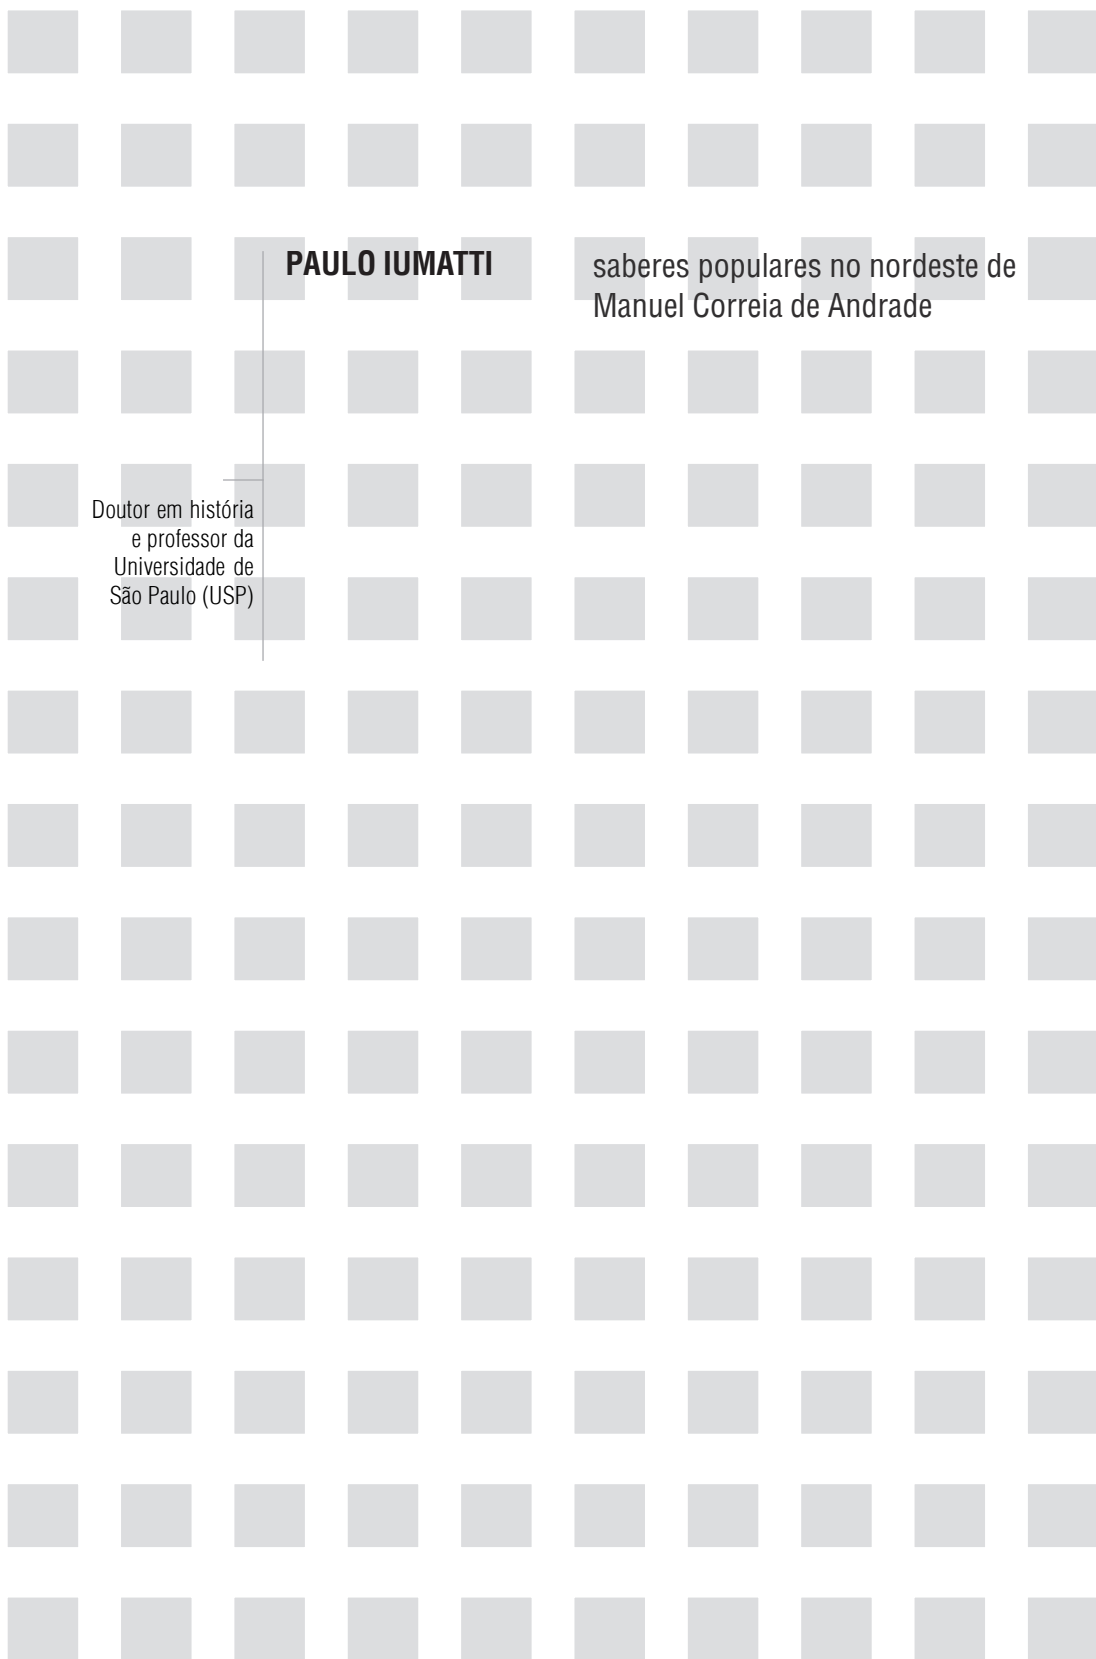 PAULO IUMATTI
saberes populares no nordeste de
Manuel Correia de Andrade
Doutor em história
e professor da
Universidade de
São Paulo (USP)